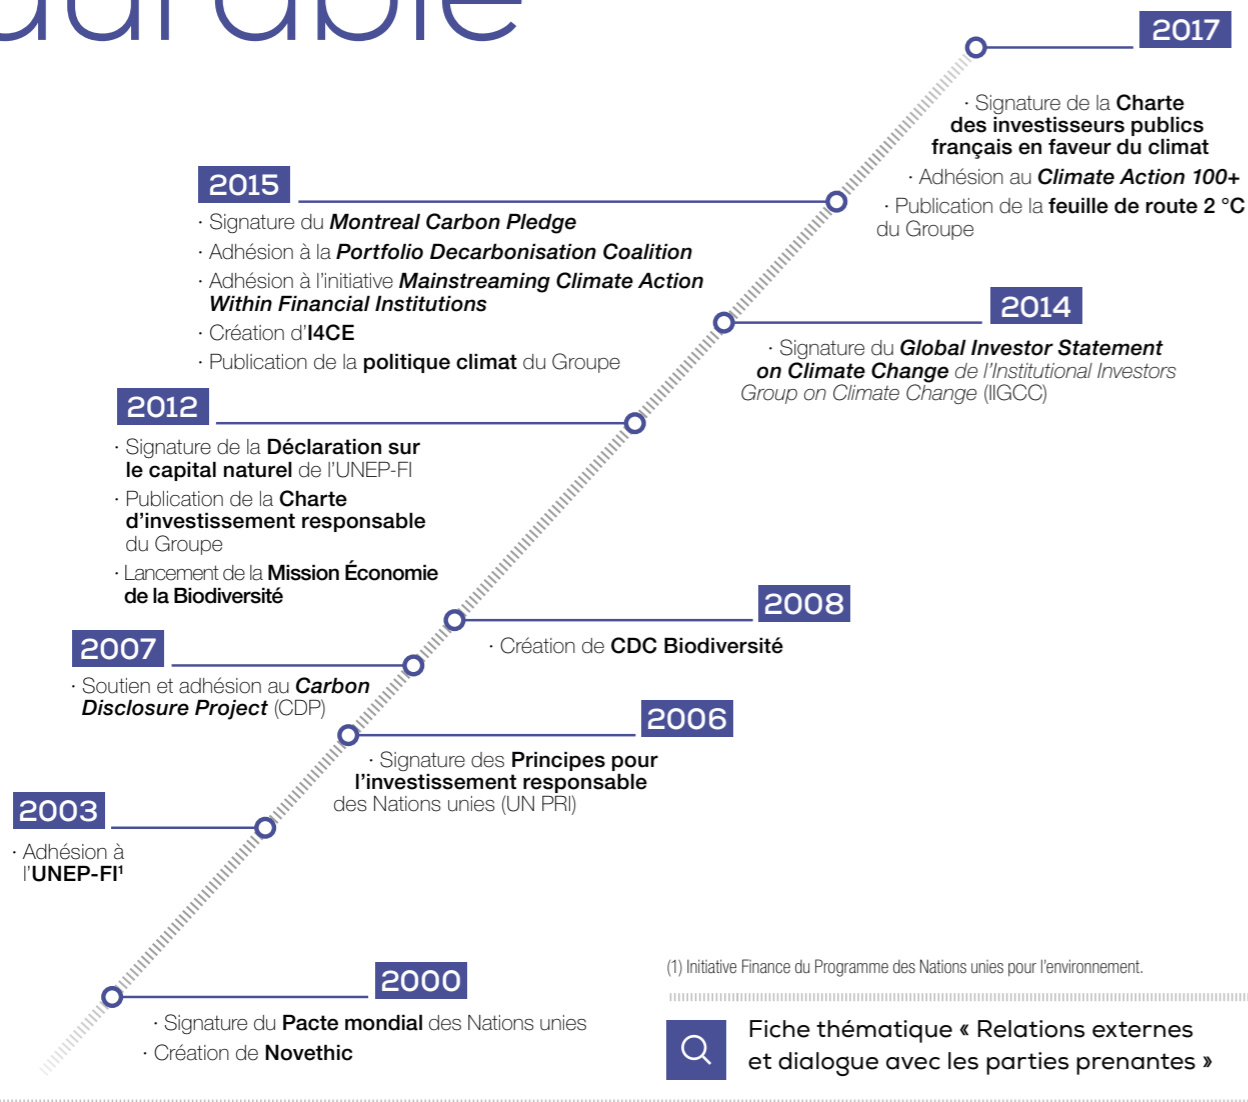 durable
2017
· Signature de la Charte
des investisseurs publics
français en faveur du climat
· Adhésion au Climate Action 100+
· Publication de la feuille de route 2 °C
du Groupe
2015
· Signature du Montreal Carbon Pledge
· Adhésion à la Portfolio Decarbonisation Coalition
· Adhésion à l'initiative Mainstreaming Climate Action
Within Financial Institutions
· Création d'I4CE
· Publication de la politique climat du Groupe
2014
· Signature du Global Investor Statement
on Climate Change de l'Institutional Investors
Group on Climate Change (IIGCC)
2012
· Signature de la Déclaration sur
le capital naturel de l'UNEP-FI
· Publication de la Charte
d'investissement responsable
du Groupe
· Lancement de la Mission Économie
de la Biodiversité
2008
· Création de CDC Biodiversité
2007
· Soutien et adhésion au Carbon
Disclosure Project (CDP)
2006
· Signature des Principes pour
l'investissement responsable
des Nations unies (UN PRI)
2003
· Adhésion à
l'UNEP-FI¹
2000
· Signature du Pacte mondial des Nations unies
· Création de Novethic
(1) Initiative Finance du Programme des Nations unies pour l'environnement.
Fiche thématique « Relations externes
et dialogue avec les parties prenantes »